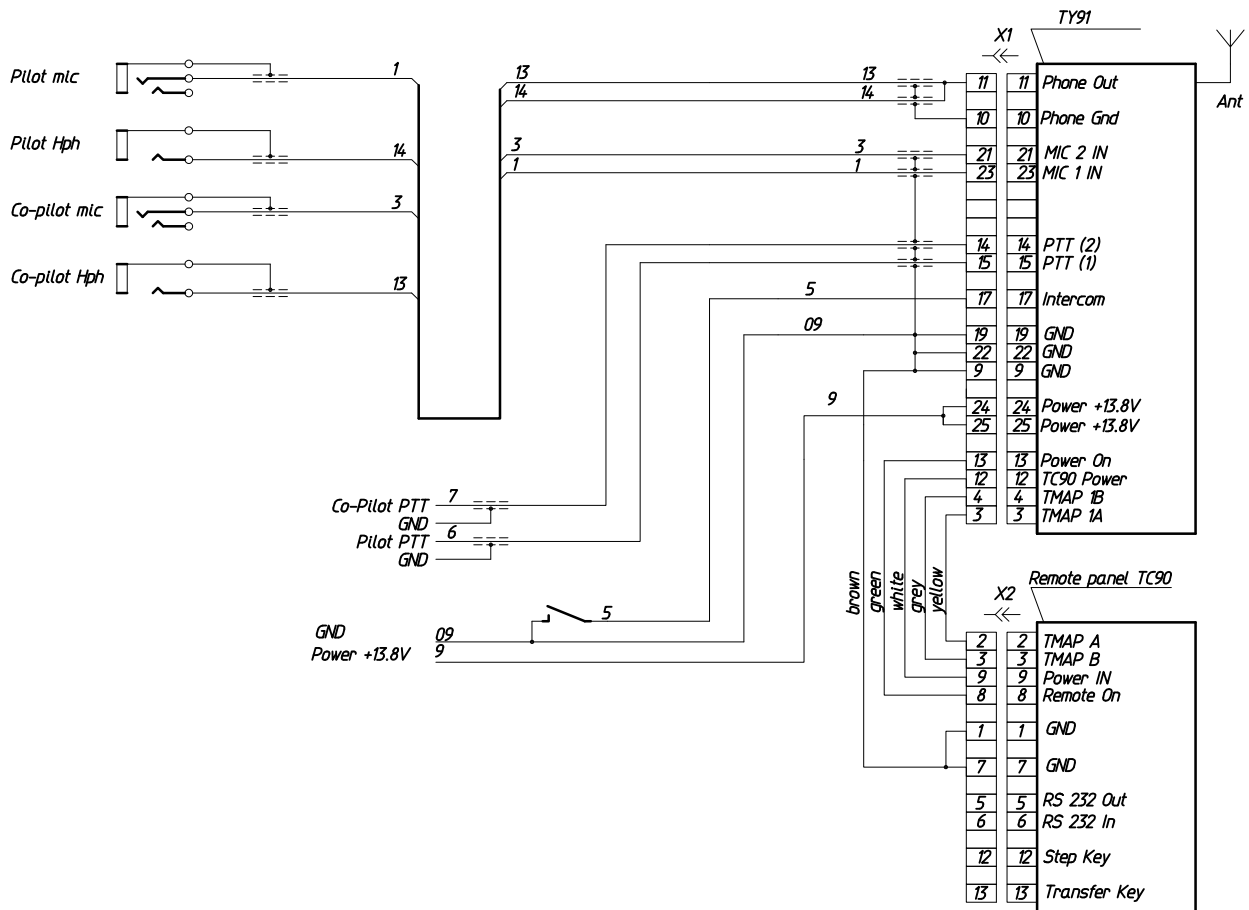 TY91
X1
Ant
Pilot mic 1
Pilot Hph 14
Co-pilot mic 3
Co-pilot Hph 13
13 13 11 11 Phone Out
14 14
10 10 Phone Gnd
3 3 21 21 MIC 2 IN
1 1 23 23 MIC 1 IN
14 14 PTT (2)
15 15 PTT (1)
5 17 17 Intercom
09 19 19 GND
22 22 GND
9 9 GND
9 24 24 Power +13.8V
25 25 Power +13.8V
13 13 Power On
12 12 TC90 Power
4 4 TMAP 1B
3 3 TMAP 1A
Co-Pilot PTT 7
GND
Pilot PTT 6
GND
brown
green
white
grey
yellow
Remote panel TC90
X2
5
GND 09
Power +13.8V 9
2 2 TMAP A
3 3 TMAP B
9 9 Power IN
8 8 Remote On
1 1 GND
7 7 GND
5 5 RS 232 Out
6 6 RS 232 In
12 12 Step Key
13 13 Transfer Key